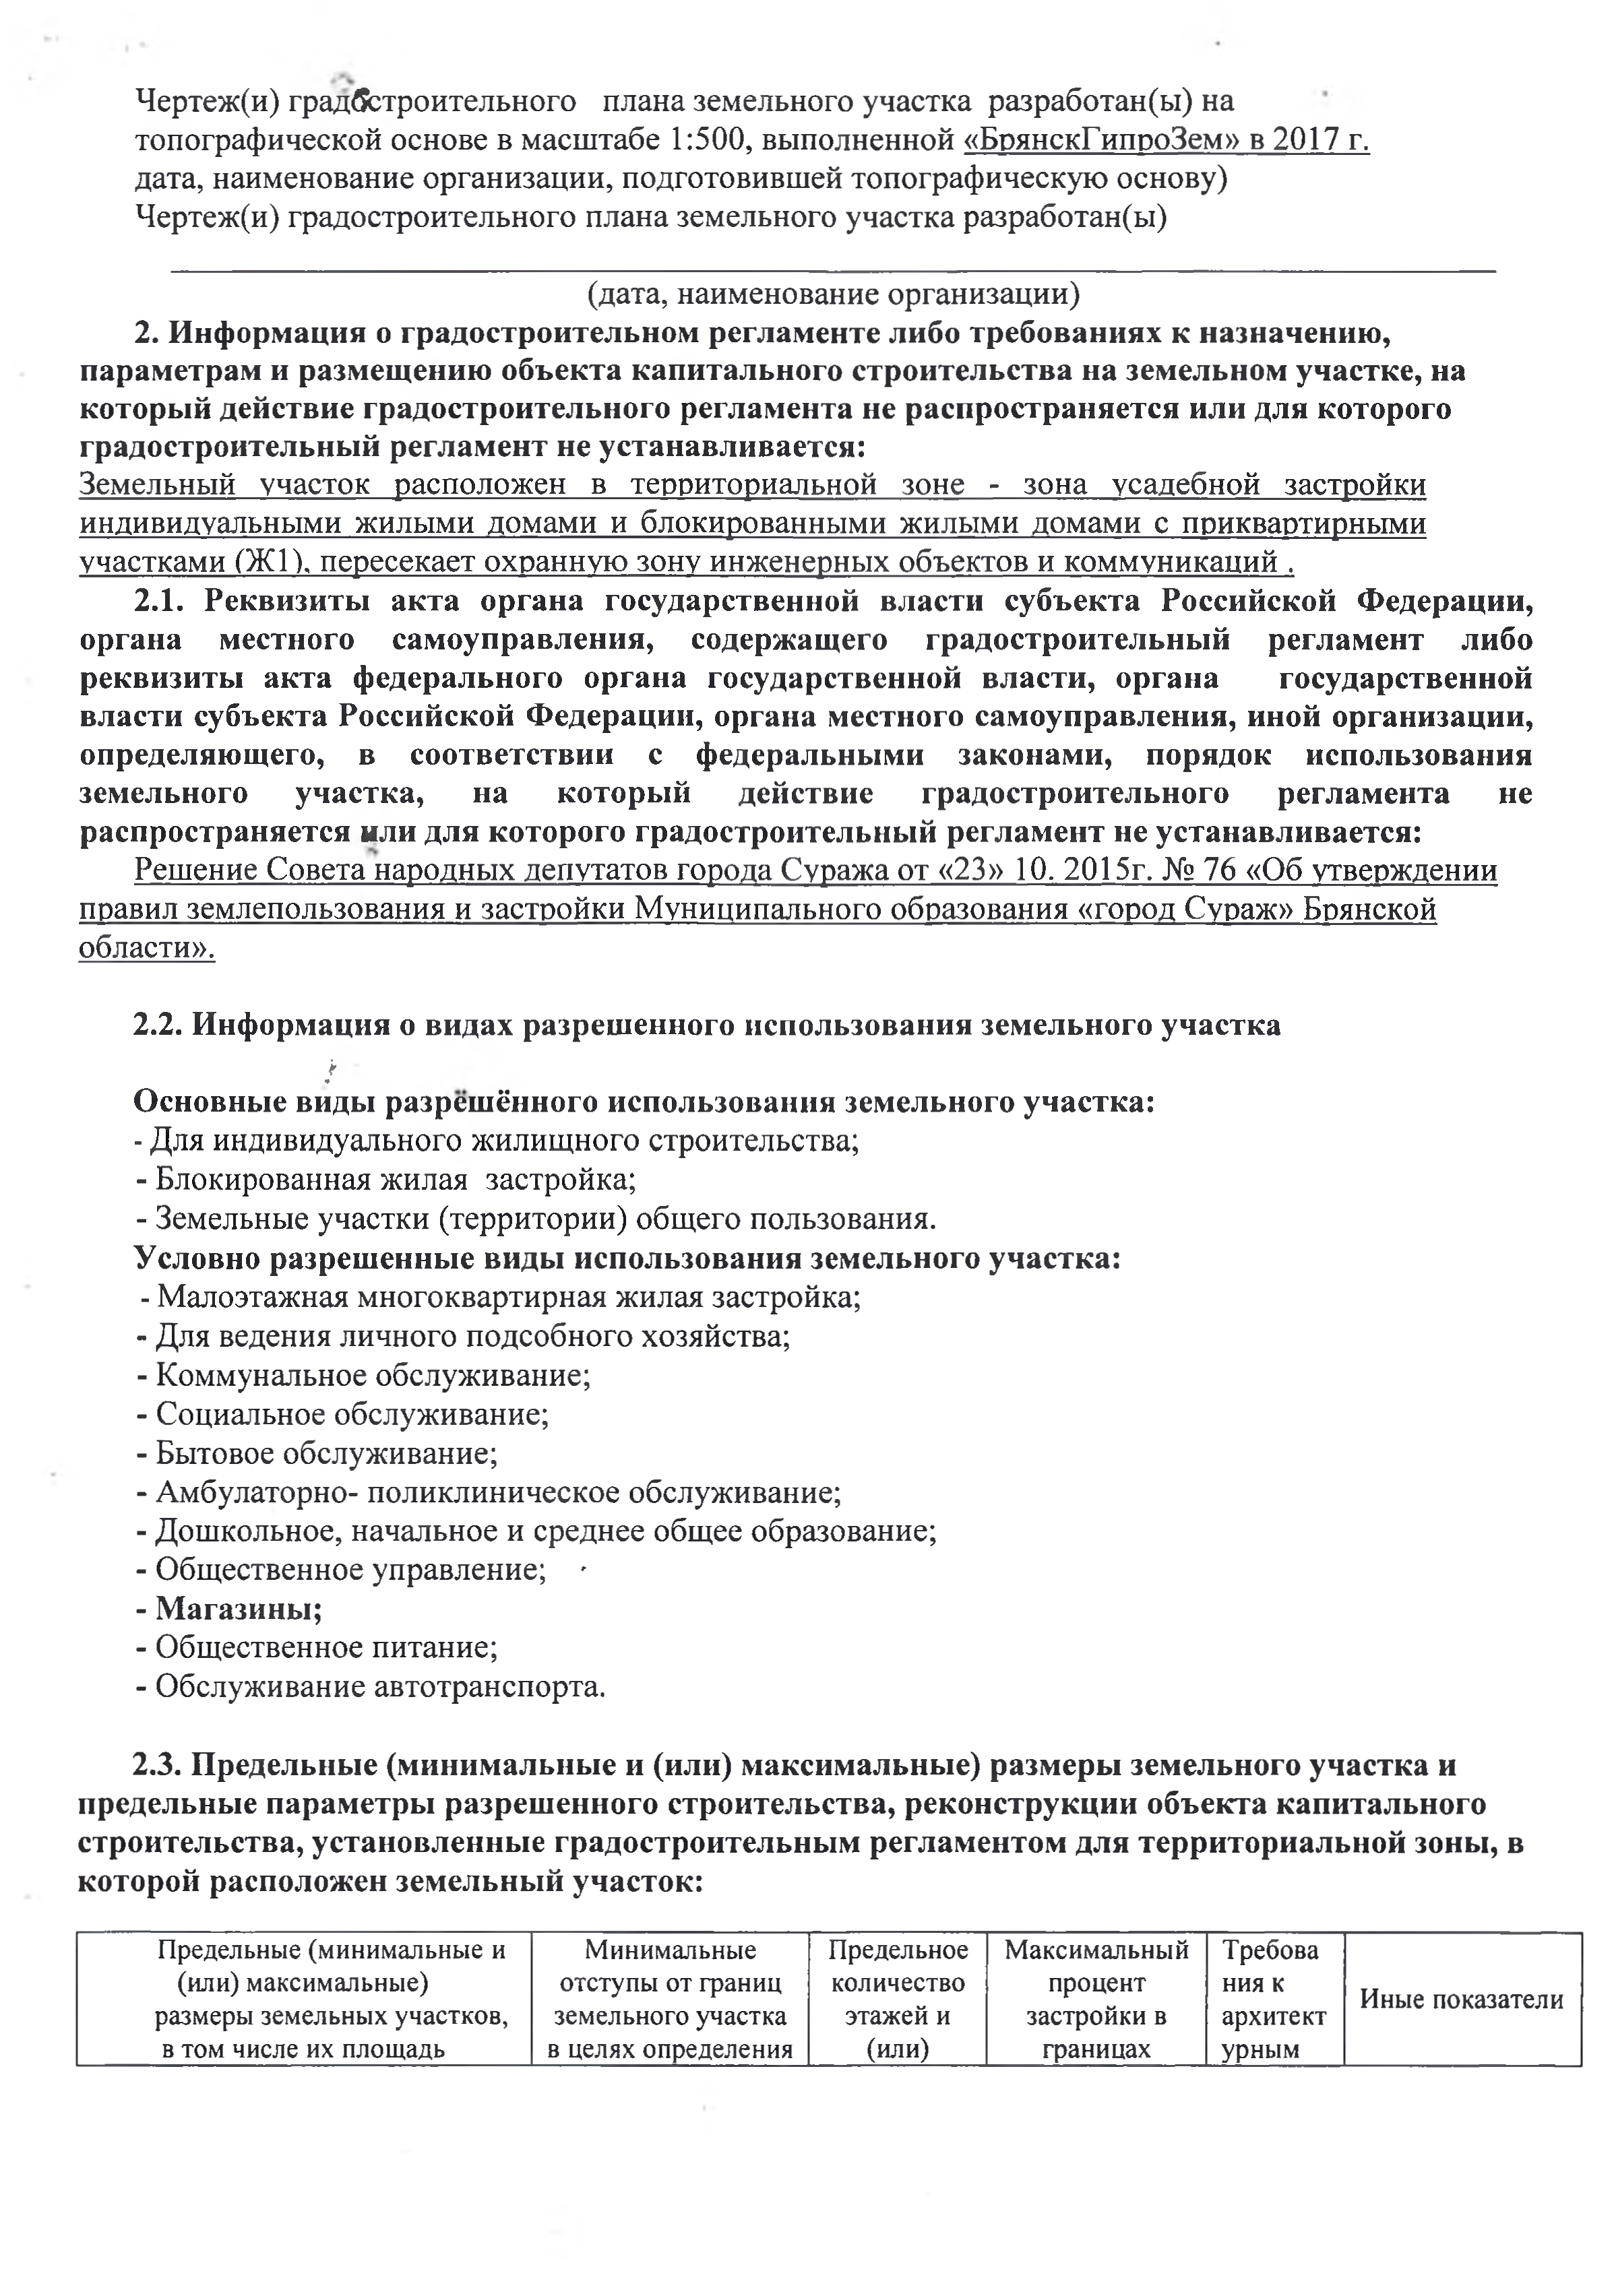 Чертеж(и) градостроительного плана земельного участка разработан(ы) на
топографической основе в масштабе 1:500, выполненной «БрянскГипроЗем» в 2017 г.
дата, наименование организации, подготовившей топографическую основу)
Чертеж(и) градостроительного плана земельного участка разработан(ы)
(дата, наименование организации)
2. Информация о градостроительном регламенте либо требованиях к назначению,
параметрам и размещению объекта капитального строительства на земельном участке, на
который действие градостроительного регламента не распространяется или для которого
градостроительный регламент не устанавливается:
Земельный участок расположен в территориальной зоне - зона усадебной застройки
индивидуальными жилыми домами и блокированными жилыми домами с приквартирными
участками (Ж1), пересекает охранную зону инженерных объектов и коммуникаций .
2.1. Реквизиты акта органа государственной власти субъекта Российской Федерации,
органа местного самоуправления, содержащего градостроительный регламент либо
реквизиты акта федерального органа государственной власти, органа государственной
власти субъекта Российской Федерации, органа местного самоуправления, иной организации,
определяющего, в соответствии с федеральными законами, порядок использования
земельного участка, на который действие градостроительного регламента не
распространяется или для которого градостроительный регламент не устанавливается:
Решение Совета народных депутатов города Суража от «23» 10. 2015г. № 76 «Об утверждении
правил землепользования и застройки Муниципального образования «город Сураж» Брянской
области».
2.2. Информация о видах разрешенного использования земельного участка
Основные виды разрёшённого использования земельного участка:
- Для индивидуального жилищного строительства;
- Блокированная жилая застройка;
- Земельные участки (территории) общего пользования.
Условно разрешенные виды использования земельного участка:
- Малоэтажная многоквартирная жилая застройка;
- Для ведения личного подсобного хозяйства;
- Коммунальное обслуживание;
- Социальное обслуживание;
- Бытовое обслуживание;
- Амбулаторно- поликлиническое обслуживание;
- Дошкольное, начальное и среднее общее образование;
- Общественное управление;
- Магазины;
- Общественное питание;
- Обслуживание автотранспорта.
2.3. Предельные (минимальные и (или) максимальные) размеры земельного участка и
предельные параметры разрешенного строительства, реконструкции объекта капитального
строительства, установленные градостроительным регламентом для территориальной зоны, в
которой расположен земельный участок:
Предельные (минимальные и
(или) максимальные)
размеры земельных участков,
в том числе их площадь
Минимальные
отступы от границ
земельного участка
в целях определения
Предельное
количество
этажей и
(или)
Максимальный
процент
застройки в
границах
Требова
ния к
архитект
урным
Иные показатели